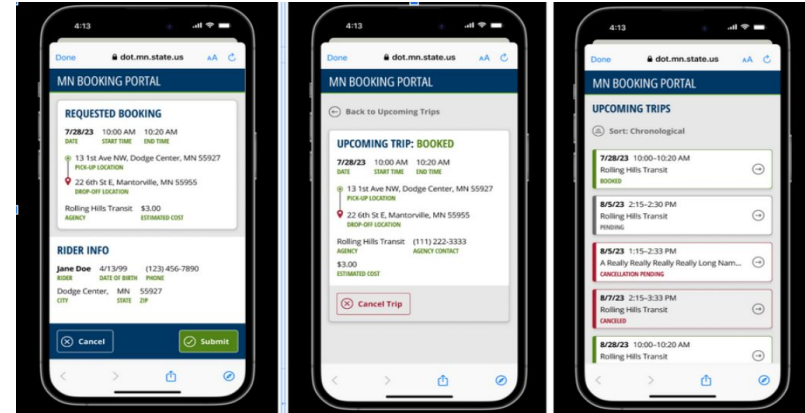 4:13
Done dot.mn.state.us AA
MN BOOKING PORTAL
REQUESTED BOOKING
7/28/23 10:00 AM 10:20 AM
DATE START TIME END TIME
13 1st Ave NW, Dodge Center, MN 55927
PICK-UP LOCATION
22 6th St E, Mantorville, MN 55955
DROP-OFF LOCATION
Rolling Hills Transit $3.00
AGENCY ESTIMATED COST
RIDER INFO
Jane Doe 4/13/99 (123) 456-7890
RIDER DATE OF BIRTH PHONE
Dodge Center, MN 55927
CITY STATE ZIP
Cancel Submit
4:13
Done dot.mn.state.us AA
MN BOOKING PORTAL
Back to Upcoming Trips
UPCOMING TRIP: BOOKED
7/28/23 10:00 AM 10:20 AM
DATE START TIME END TIME
13 1st Ave NW, Dodge Center, MN 55927
PICK-UP LOCATION
22 6th St E, Mantorville, MN 55955
DROP-OFF LOCATION
Rolling Hills Transit (111) 222-3333
AGENCY AGENCY CONTACT
$3.00
ESTIMATED COST
Cancel Trip
4:13
Done dot.mn.state.us AA
MN BOOKING PORTAL
UPCOMING TRIPS
Sort: Chronological
7/28/23 10:00–10:20 AM
Rolling Hills Transit
BOOKED
8/5/23 2:15–2:30 PM
Rolling Hills Transit
PENDING
8/5/23 1:15–2:33 PM
A Really Really Really Really Long Nam...
CANCELLATION PENDING
8/7/23 2:15–3:33 PM
Rolling Hills Transit
CANCELED
8/28/23 10:00–10:20 AM
Rolling Hills Transit